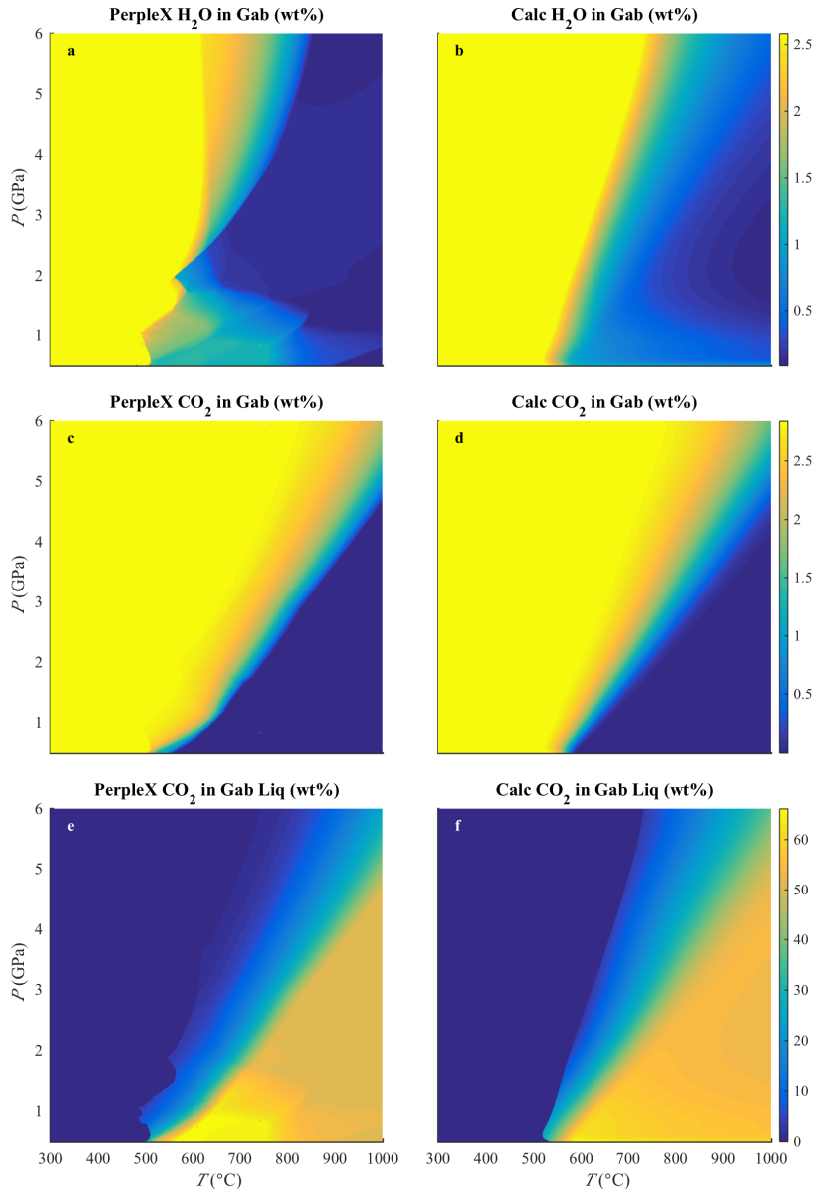 PerpleX H2O in Gab (wt%)
Calc H2O in Gab (wt%)
a
b
6
5
4
3
2
1
P (GPa)
2.5
2
1.5
1
0.5
PerpleX CO2 in Gab (wt%)
Calc CO2 in Gab (wt%)
c
d
6
5
4
3
2
1
P (GPa)
2.5
2
1.5
1
0.5
PerpleX CO2 in Gab Liq (wt%)
Calc CO2 in Gab Liq (wt%)
e
f
6
5
4
3
2
1
P (GPa)
60
50
40
30
20
10
0
300 400 500 600 700 800 900 1000
300 400 500 600 700 800 900 1000
T (°C)
T (°C)